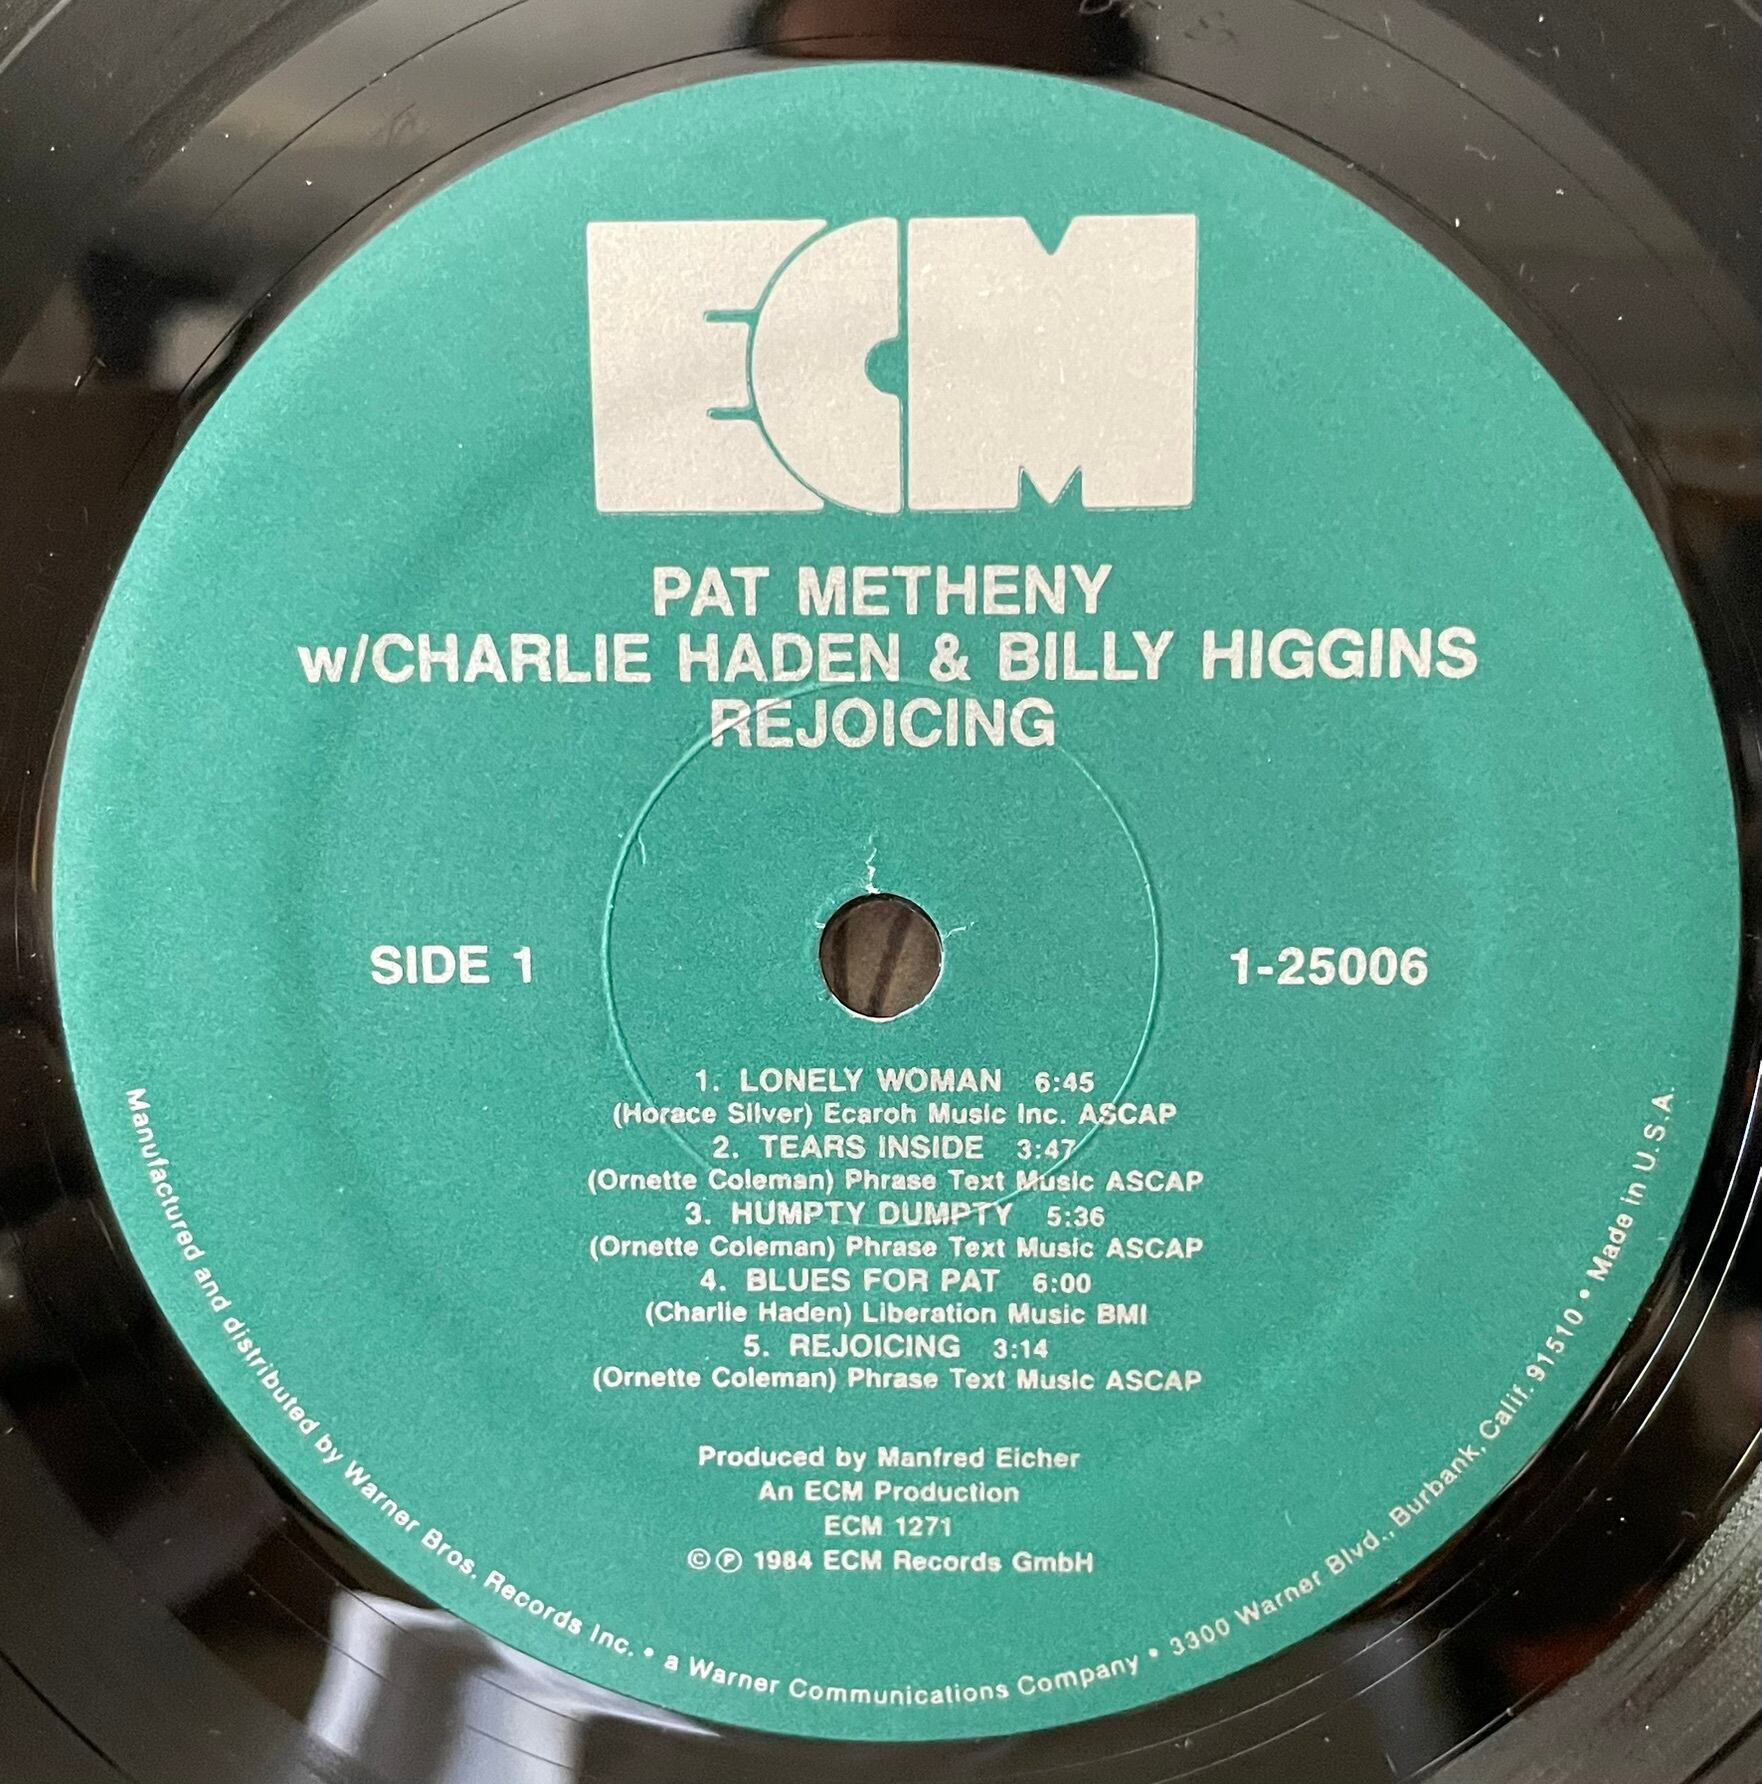 ECM
PAT METHENY
w/CHARLIE HADEN & BILLY HIGGINS
REJOICING
SIDE 1
1-25006
1. LONELY WOMAN 6:45
(Horace Silver) Ecaroh Music Inc. ASCAP
2. TEARS INSIDE 3:47
(Ornette Coleman) Phrase Text Music ASCAP
3. HUMPTY DUMPTY 5:36
(Ornette Coleman) Phrase Text Music ASCAP
4. BLUES FOR PAT 6:00
(Charlie Haden) Liberation Music BMI
5. REJOICING 3:14
(Ornette Coleman) Phrase Text Music ASCAP
Produced by Manfred Eicher
An ECM Production
ECM 1271
©℗ 1984 ECM Records GmbH
Manufactured and distributed by Warner Bros. Records Inc. • a Warner Communications Company • 3300 Warner Blvd., Burbank, Calif. 91510 • Made in U.S.A.